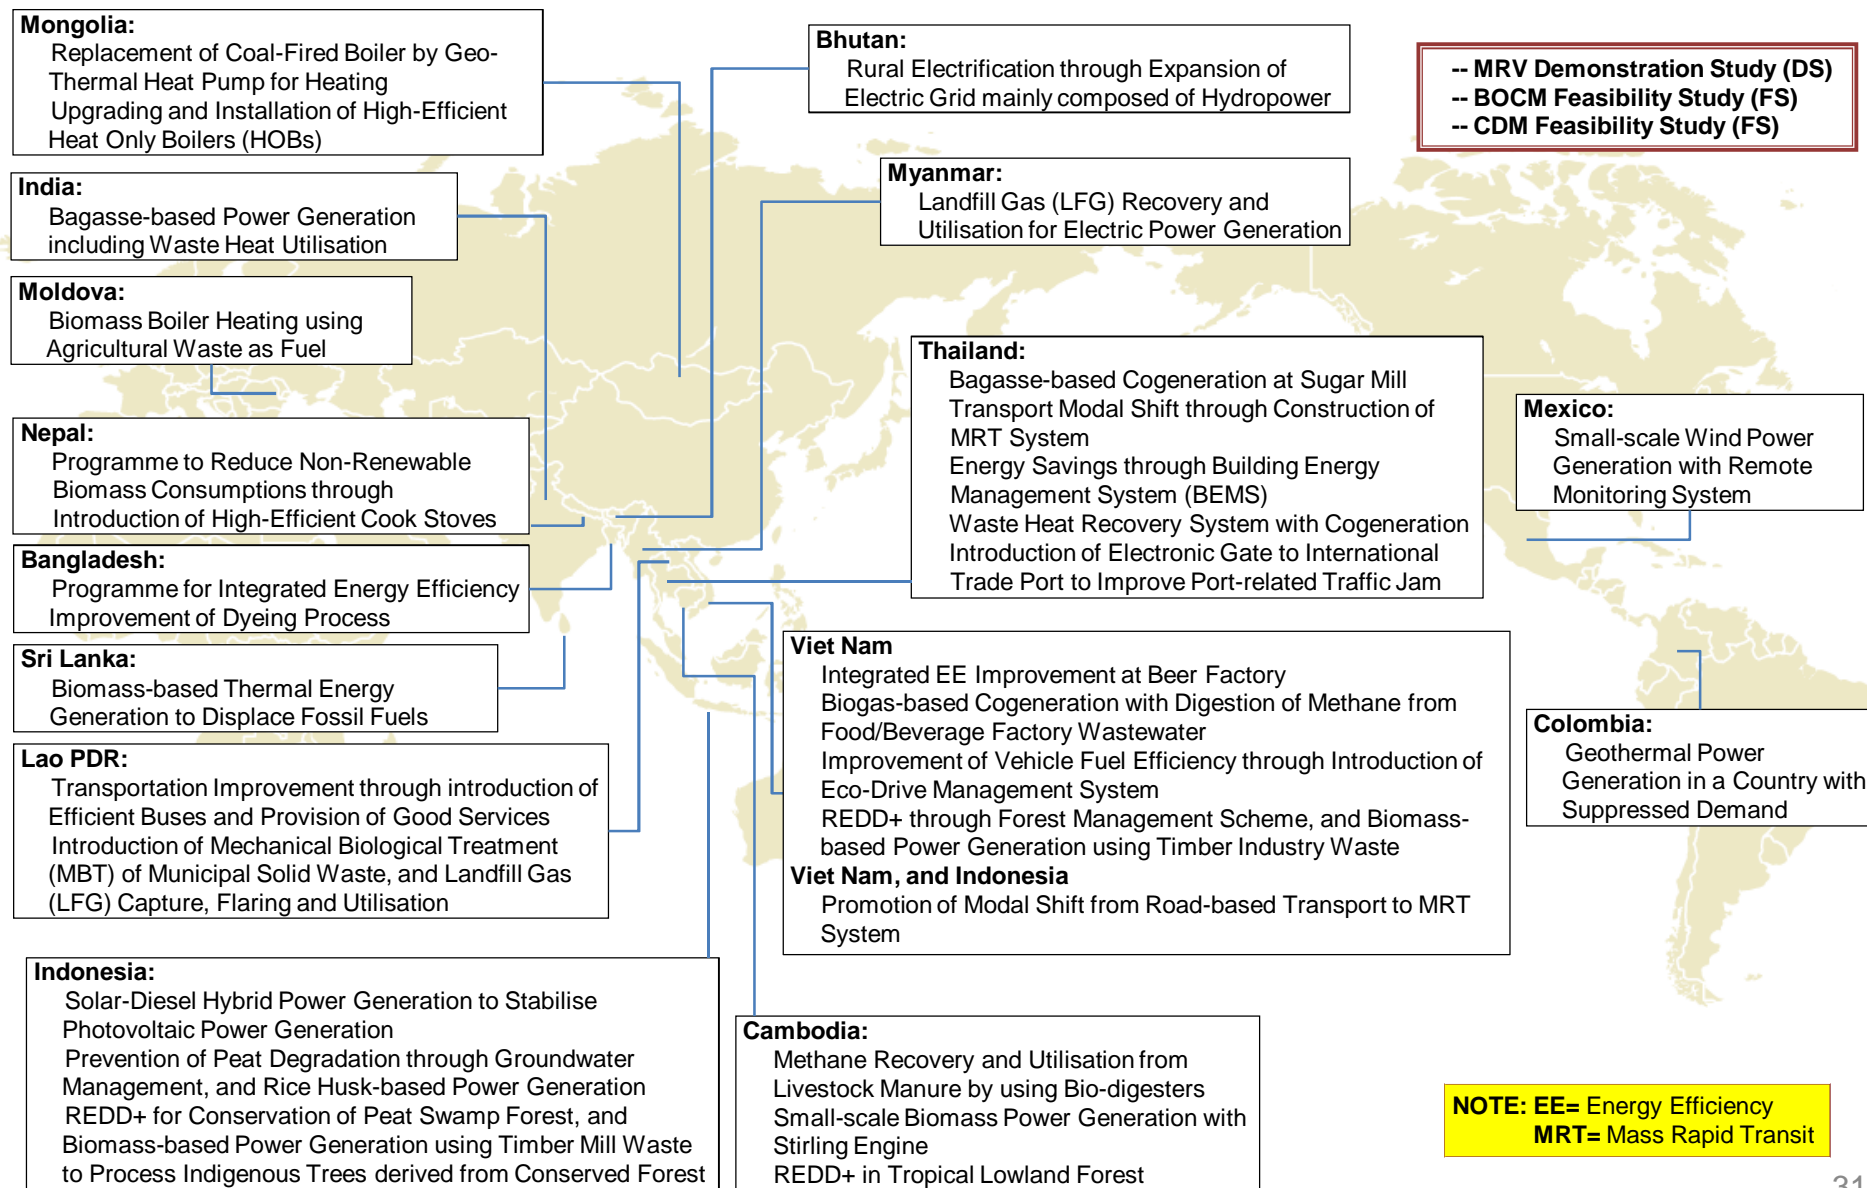 Mongolia:
Replacement of Coal-Fired Boiler by Geo-
Thermal Heat Pump for Heating
Upgrading and Installation of High-Efficient
Heat Only Boilers (HOBs)
Bhutan:
Rural Electrification through Expansion of
Electric Grid mainly composed of Hydropower
-- MRV Demonstration Study (DS)
-- BOCM Feasibility Study (FS)
-- CDM Feasibility Study (FS)
India:
Bagasse-based Power Generation
including Waste Heat Utilisation
Myanmar:
Landfill Gas (LFG) Recovery and
Utilisation for Electric Power Generation
Moldova:
Biomass Boiler Heating using
Agricultural Waste as Fuel
Thailand:
Bagasse-based Cogeneration at Sugar Mill
Transport Modal Shift through Construction of
MRT System
Energy Savings through Building Energy
Management System (BEMS)
Waste Heat Recovery System with Cogeneration
Introduction of Electronic Gate to International
Trade Port to Improve Port-related Traffic Jam
Mexico:
Small-scale Wind Power
Generation with Remote
Monitoring System
Nepal:
Programme to Reduce Non-Renewable
Biomass Consumptions through
Introduction of High-Efficient Cook Stoves
Bangladesh:
Programme for Integrated Energy Efficiency
Improvement of Dyeing Process
Sri Lanka:
Biomass-based Thermal Energy
Generation to Displace Fossil Fuels
Viet Nam
Integrated EE Improvement at Beer Factory
Biogas-based Cogeneration with Digestion of Methane from
Food/Beverage Factory Wastewater
Improvement of Vehicle Fuel Efficiency through Introduction of
Eco-Drive Management System
REDD+ through Forest Management Scheme, and Biomass-
based Power Generation using Timber Industry Waste
Viet Nam, and Indonesia
Promotion of Modal Shift from Road-based Transport to MRT
System
Colombia:
Geothermal Power
Generation in a Country with
Suppressed Demand
Lao PDR:
Transportation Improvement through introduction of
Efficient Buses and Provision of Good Services
Introduction of Mechanical Biological Treatment
(MBT) of Municipal Solid Waste, and Landfill Gas
(LFG) Capture, Flaring and Utilisation
Indonesia:
Solar-Diesel Hybrid Power Generation to Stabilise
Photovoltaic Power Generation
Prevention of Peat Degradation through Groundwater
Management, and Rice Husk-based Power Generation
REDD+ for Conservation of Peat Swamp Forest, and
Biomass-based Power Generation using Timber Mill Waste
to Process Indigenous Trees derived from Conserved Forest
Cambodia:
Methane Recovery and Utilisation from
Livestock Manure by using Bio-digesters
Small-scale Biomass Power Generation with
Stirling Engine
REDD+ in Tropical Lowland Forest
NOTE: EE= Energy Efficiency
MRT= Mass Rapid Transit
31